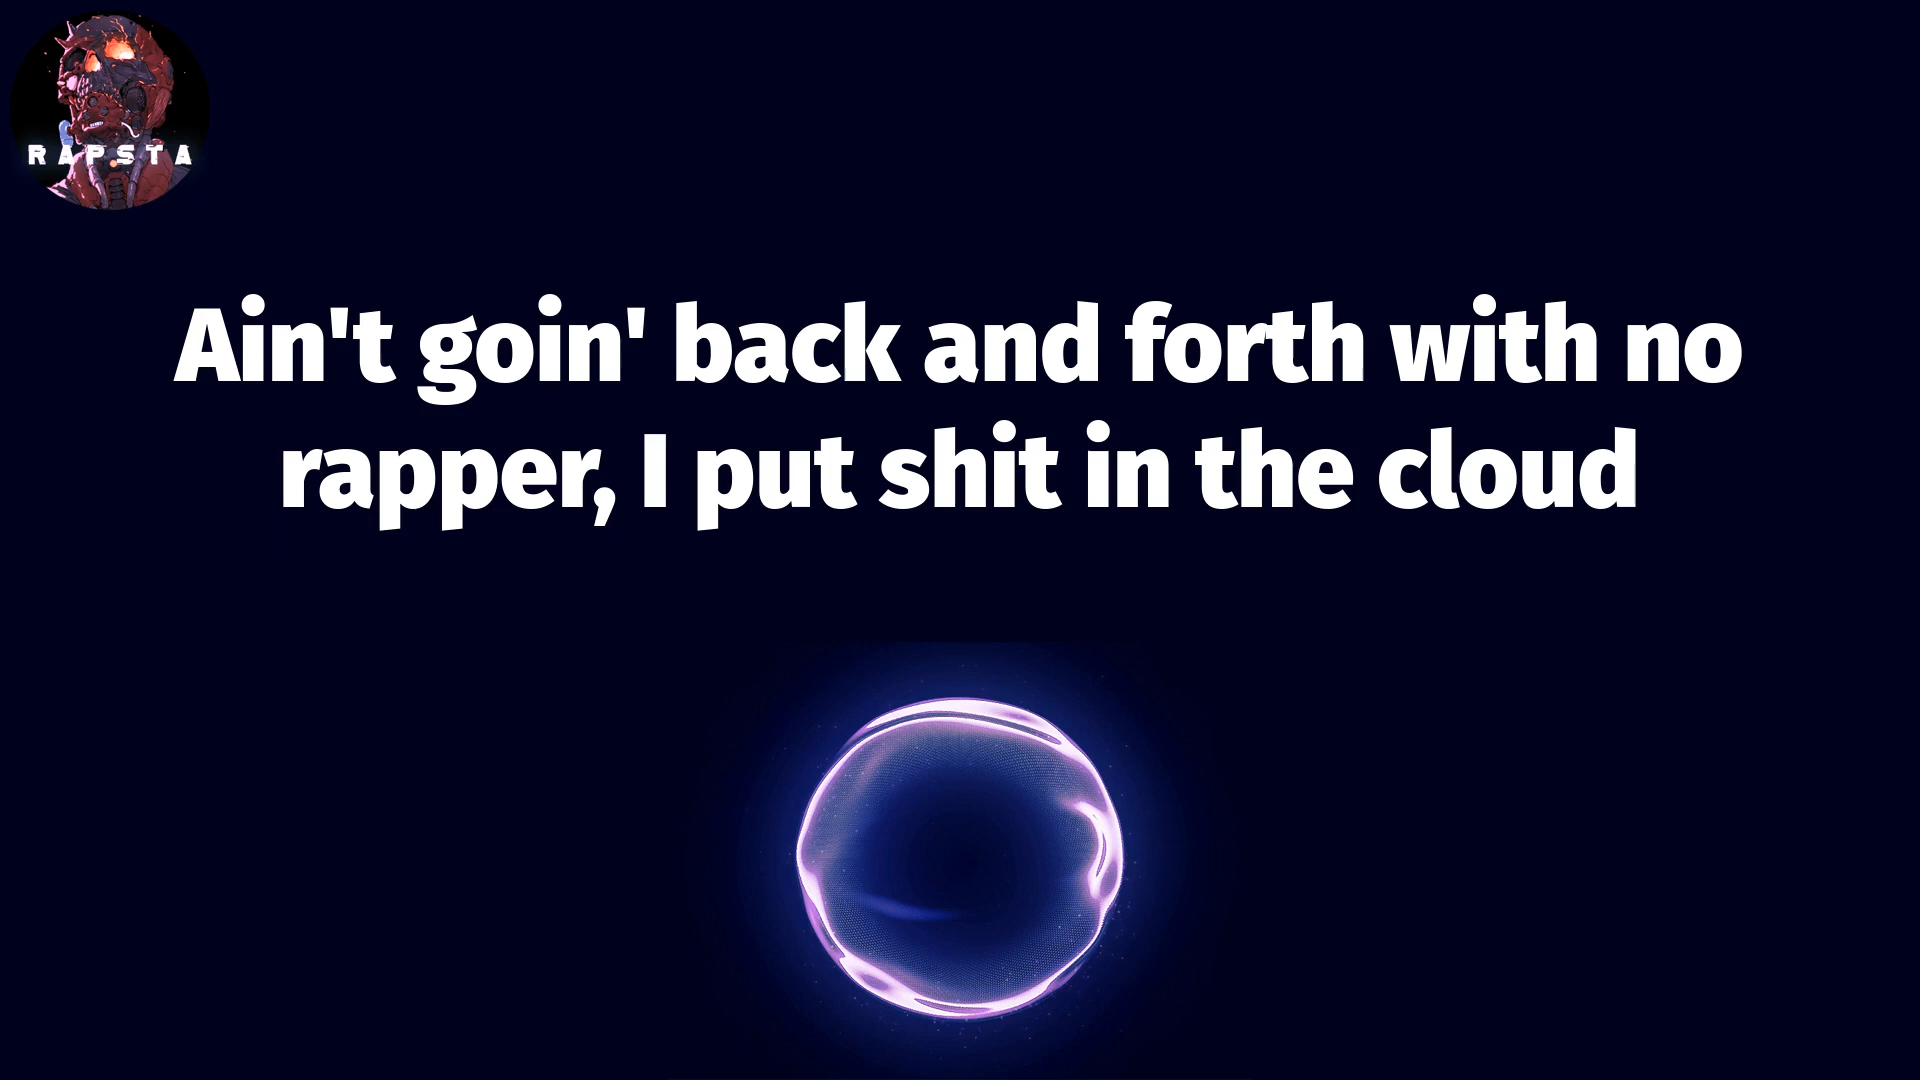 RAPSTA
Ain't goin' back and forth with no
rapper, I put shit in the cloud